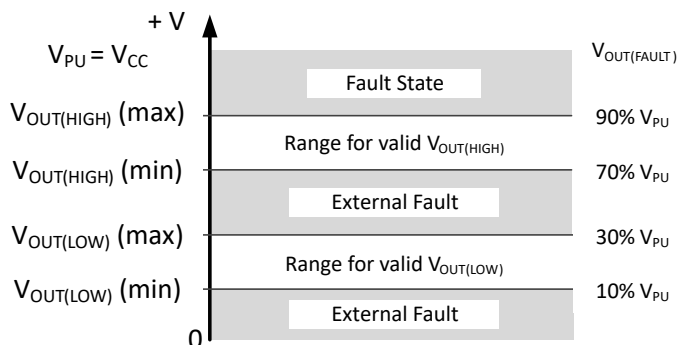 + V
V_PU = V_CC
V_OUT(FAULT)
Fault State
V_OUT(HIGH) (max)
90% V_PU
Range for valid V_OUT(HIGH)
V_OUT(HIGH) (min)
70% V_PU
External Fault
V_OUT(LOW) (max)
30% V_PU
Range for valid V_OUT(LOW)
V_OUT(LOW) (min)
10% V_PU
External Fault
0